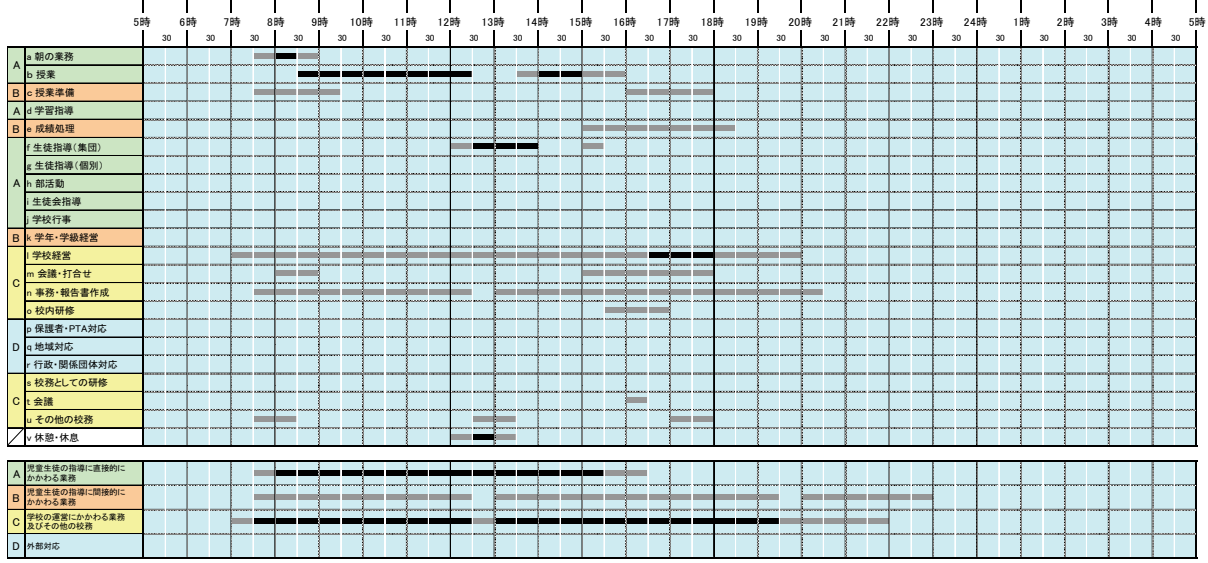 5時 6時 7時 8時 9時 10時 11時 12時 13時 14時 15時 16時 17時 18時 19時 20時 21時 22時 23時 24時 1時 2時 3時 4時 5時
30 30 30 30 30 30 30 30 30 30 30 30 30 30 30 30 30 30 30 30 30 30 30 30
A
a 朝の業務
b 授業
B c 授業準備
A d 学習指導
B e 成績処理
A
f 生徒指導(集団)
g 生徒指導(個別)
h 部活動
i 生徒会指導
j 学校行事
B k 学年・学級経営
C
l 学校経営
m 会議・打合せ
n 事務・報告書作成
o 校内研修
D
p 保護者・PTA対応
q 地域対応
r 行政・関係団体対応
C
s 校務としての研修
t 会議
u その他の校務
v 休憩・休息
A 児童生徒の指導に直接的に
かかわる業務
B 児童生徒の指導に間接的に
かかわる業務
C 学校の運営にかかわる業務
及びその他の校務
D 外部対応